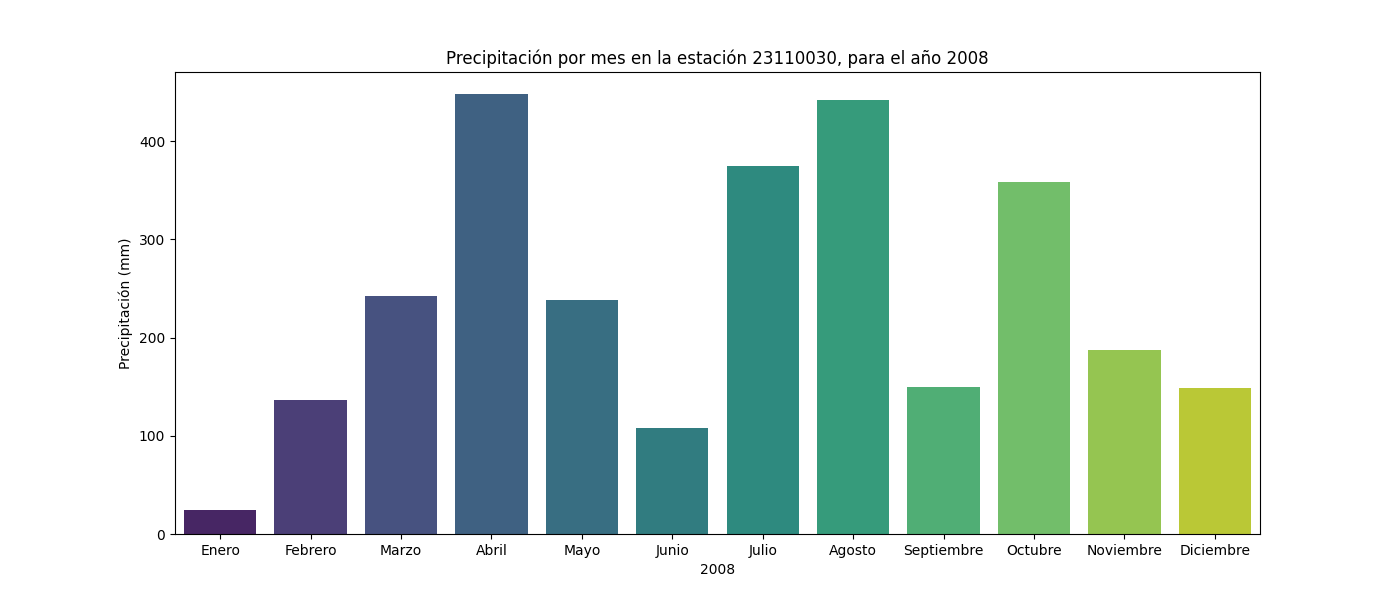 Precipitación por mes en la estación 23110030, para el año 2008
Precipitación (mm)
400
300
200
100
0
Enero Febrero Marzo Abril Mayo Junio Julio Agosto Septiembre Octubre Noviembre Diciembre
2008